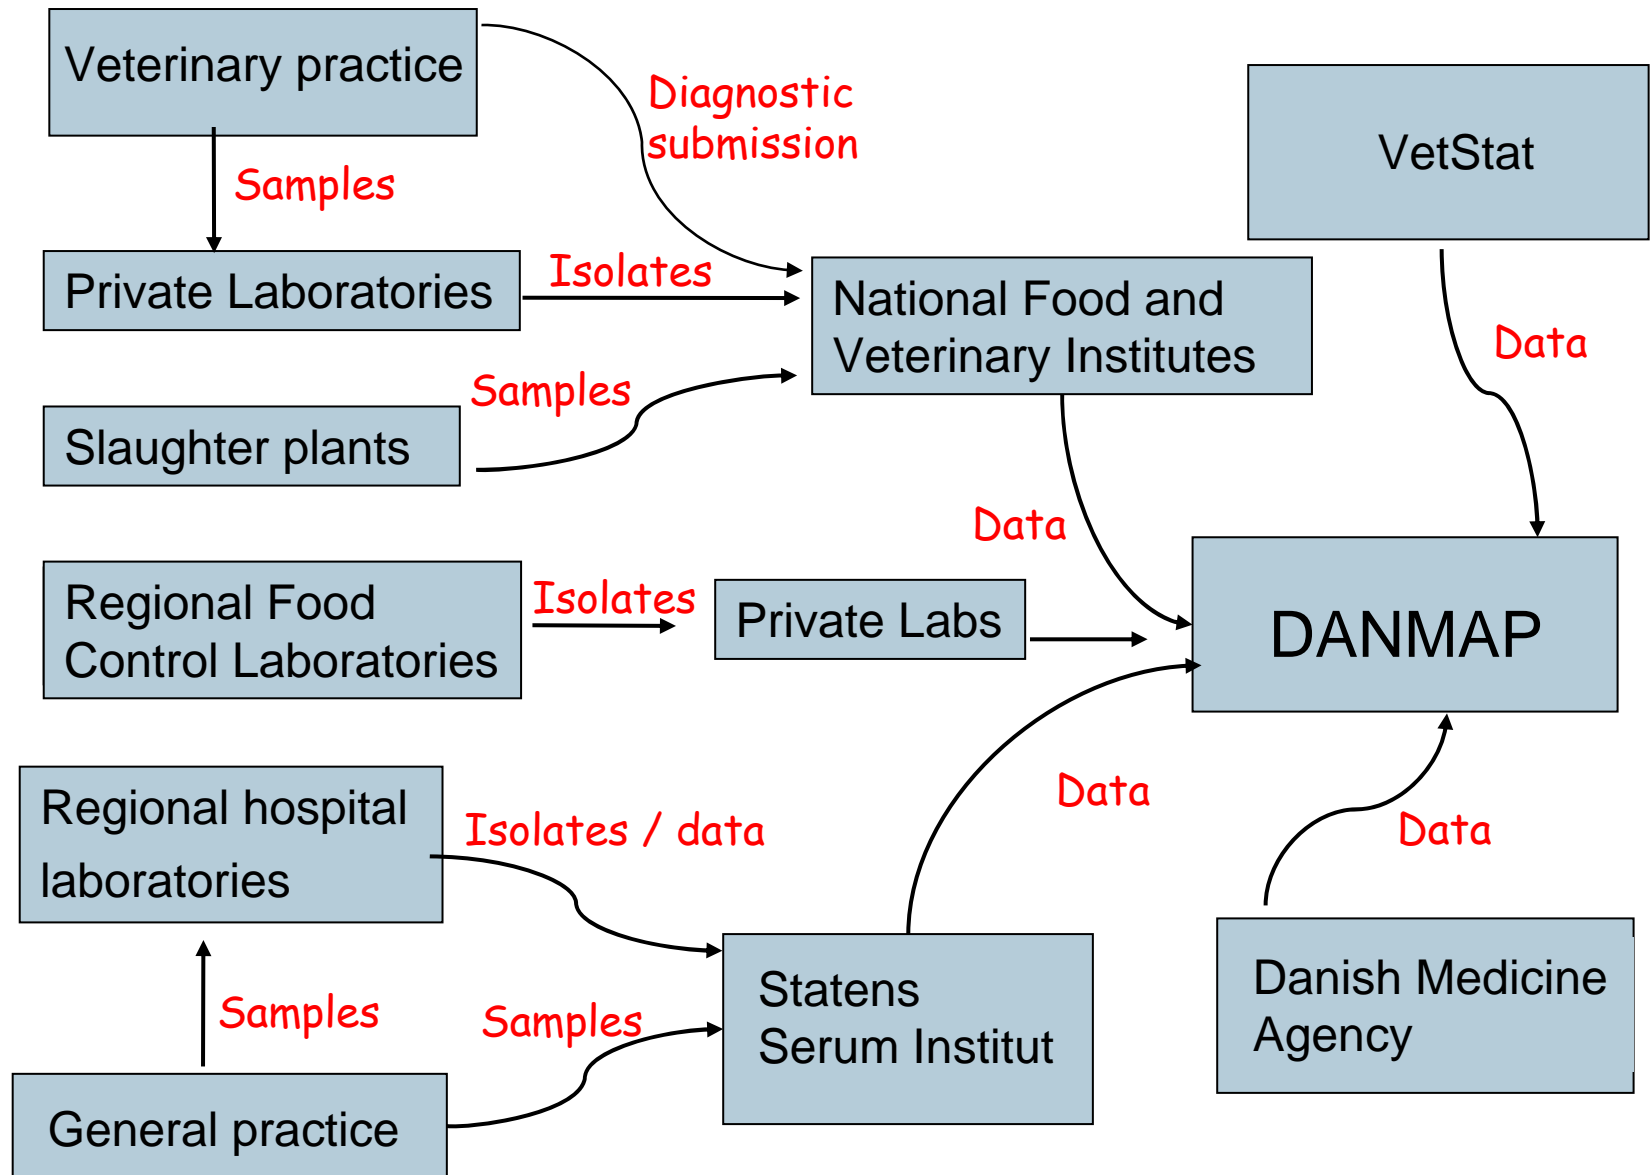 Veterinary practice
Diagnostic
submission
VetStat
Samples
Private Laboratories
Isolates
National Food and
Veterinary Institutes
Data
Samples
Slaughter plants
Data
Regional Food
Control Laboratories
Isolates
Private Labs
DANMAP
Regional hospital
laboratories
Isolates / data
Data
Data
Samples
Samples
Statens
Serum Institut
Danish Medicine
Agency
General practice